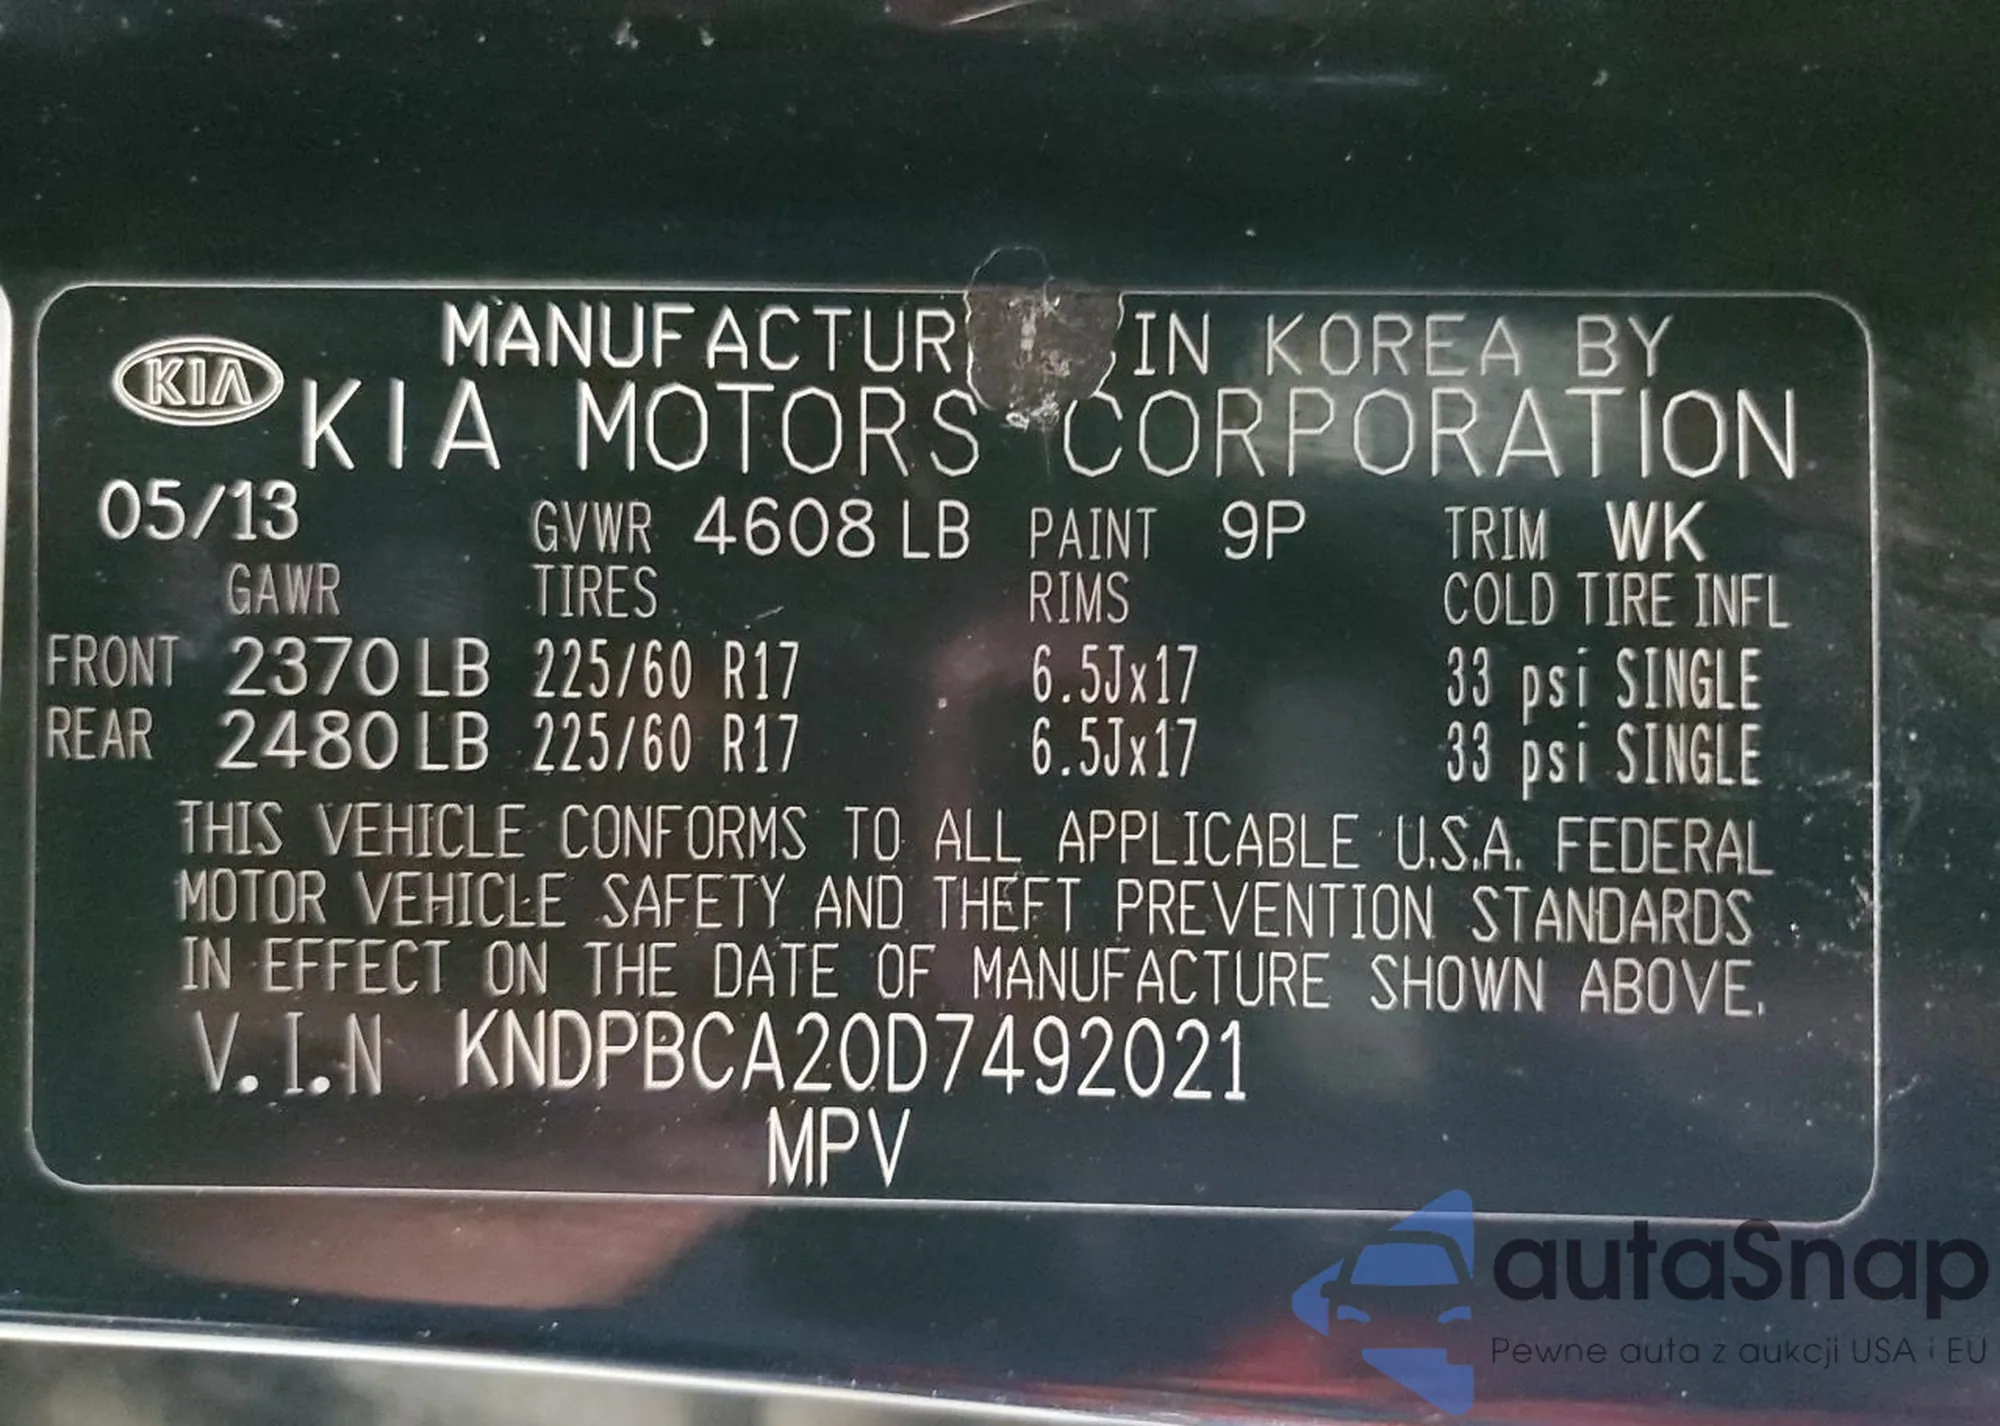 MANUFACTUR IN KOREA BY
KIA
KIA MOTORS CORPORATION
05/13 GVWR 4608 LB PAINT 9P TRIM WK
GAWR TIRES RIMS COLD TIRE INFL
FRONT 2370 LB 225/60 R17 6.5Jx17 33 psi SINGLE
REAR 2480 LB 225/60 R17 6.5Jx17 33 psi SINGLE
THIS VEHICLE CONFORMS TO ALL APPLICABLE U.S.A. FEDERAL
MOTOR VEHICLE SAFETY AND THEFT PREVENTION STANDARDS
IN EFFECT ON THE DATE OF MANUFACTURE SHOWN ABOVE.
V.I.N KNDPBCA20D7492021
MPV
autaSnap
Pewne auta z aukcji USA i EU